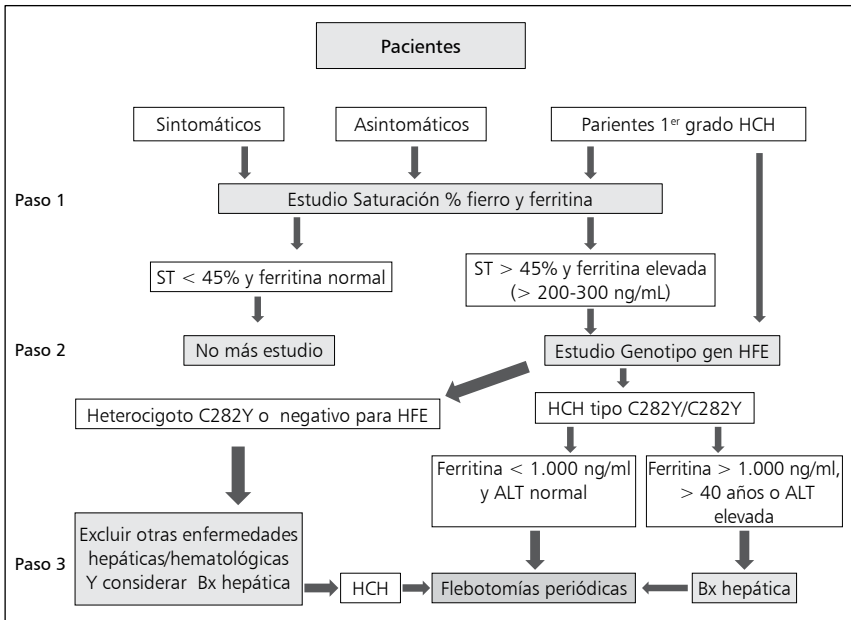 Pacientes
Sintomáticos
Asintomáticos
Parientes 1er grado HCH
Paso 1
Estudio Saturación % fierro y ferritina
ST < 45% y ferritina normal
ST > 45% y ferritina elevada
(> 200-300 ng/mL)
Paso 2
No más estudio
Estudio Genotipo gen HFE
Heterocigoto C282Y o negativo para HFE
HCH tipo C282Y/C282Y
Ferritina < 1.000 ng/ml
y ALT normal
Ferritina > 1.000 ng/ml,
> 40 años o ALT
elevada
Paso 3
Excluir otras enfermedades
hepáticas/hematológicas
Y considerar Bx hepática
HCH
Flebotomías periódicas
Bx hepática